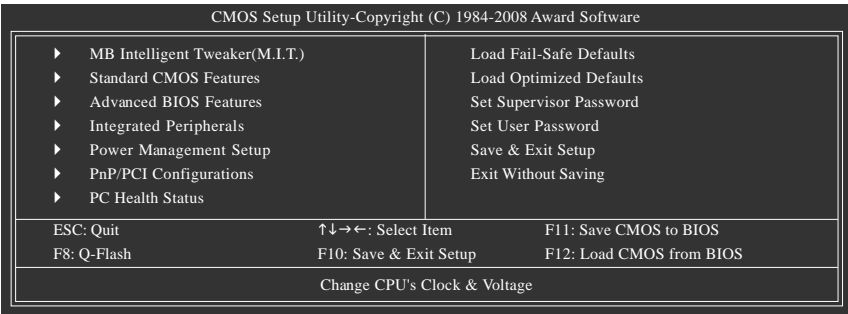 CMOS Setup Utility-Copyright (C) 1984-2008 Award Software
MB Intelligent Tweaker(M.I.T.)
Standard CMOS Features
Advanced BIOS Features
Integrated Peripherals
Power Management Setup
PnP/PCI Configurations
PC Health Status
Load Fail-Safe Defaults
Load Optimized Defaults
Set Supervisor Password
Set User Password
Save & Exit Setup
Exit Without Saving
ESC: Quit ↑↓→←: Select Item F11: Save CMOS to BIOS
F8: Q-Flash F10: Save & Exit Setup F12: Load CMOS from BIOS
Change CPU's Clock & Voltage